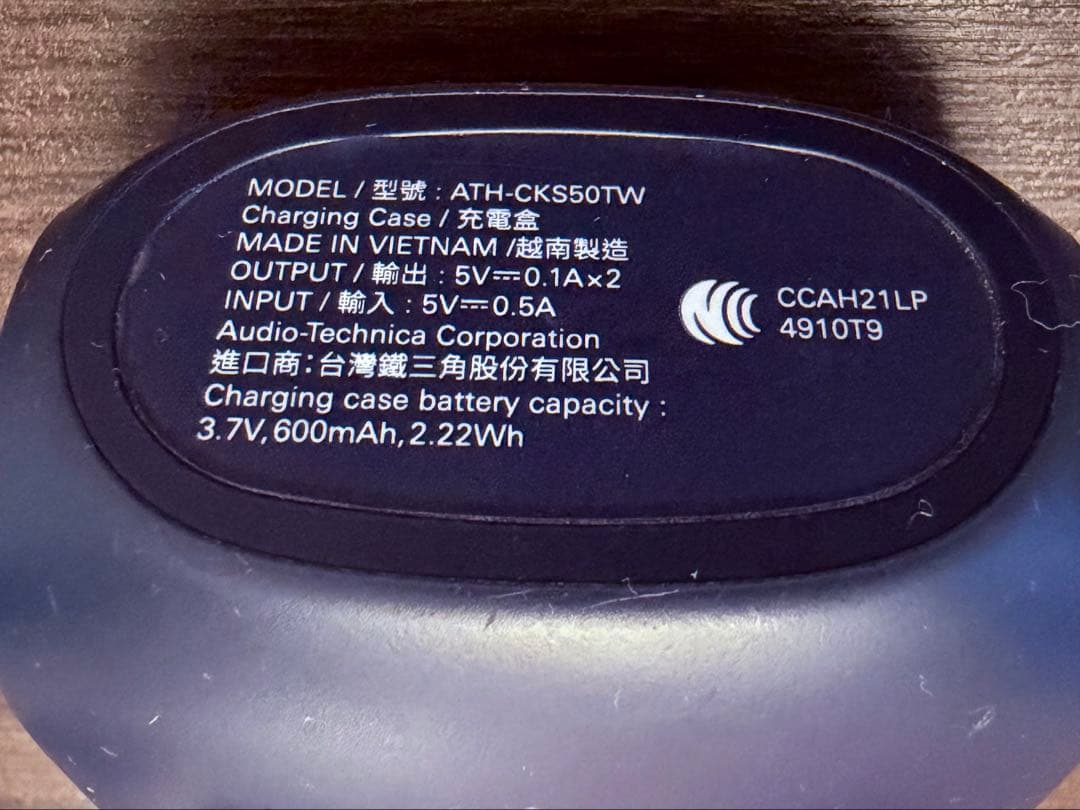 MODEL / 型號 : ATH-CKS50TW
Charging Case / 充電盒
MADE IN VIETNAM /越南製造
OUTPUT / 輸出 : 5V⎓0.1A×2
INPUT / 輸入 : 5V⎓0.5A
Audio-Technica Corporation
進口商:台灣鐵三角股份有限公司
Charging case battery capacity :
3.7V,600mAh,2.22Wh
CCAH21LP
4910T9